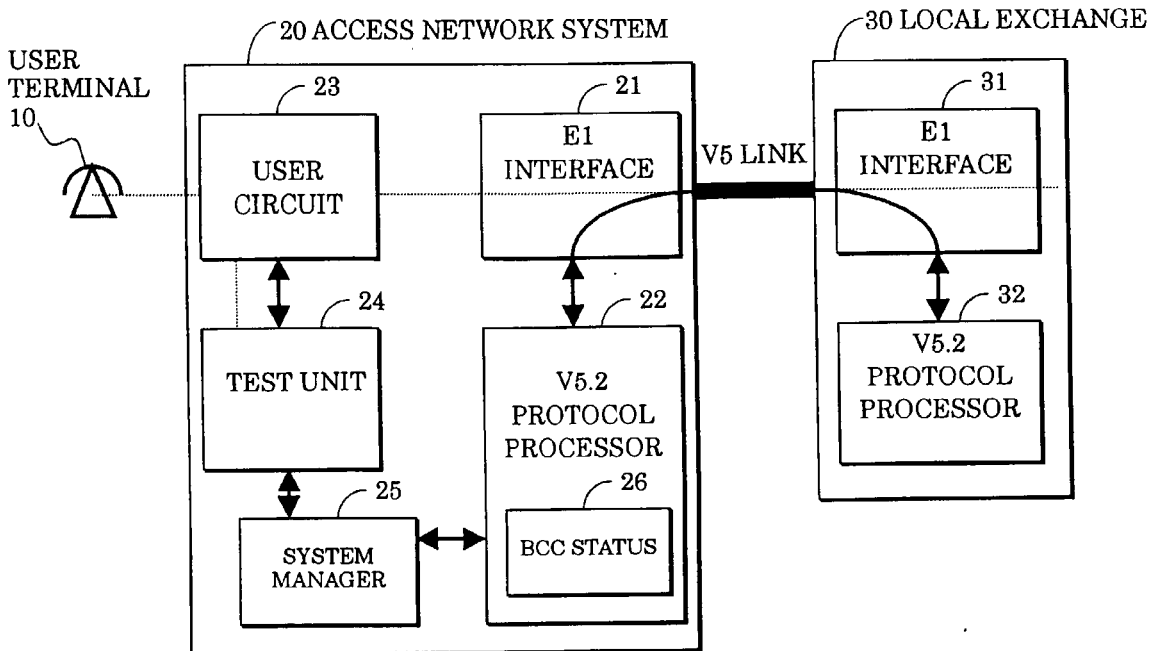 20 ACCESS NETWORK SYSTEM
30 LOCAL EXCHANGE
USER
TERMINAL
10
23
USER
CIRCUIT
21
E1
INTERFACE
V5 LINK
31
E1
INTERFACE
24
TEST UNIT
22
V5.2
PROTOCOL
PROCESSOR
32
V5.2
PROTOCOL
PROCESSOR
25
SYSTEM
MANAGER
26
BCC STATUS